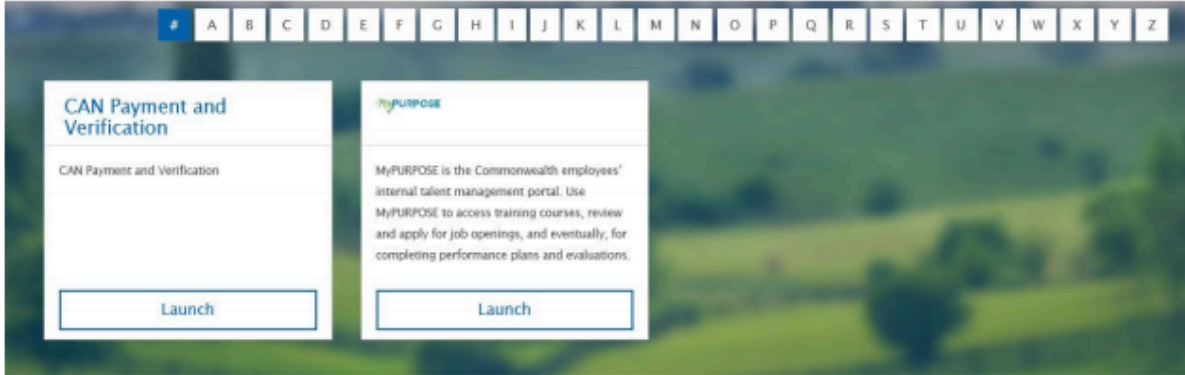 # A B C D E F G H I J K L M N O P Q R S T U V W X Y Z
CAN Payment and
Verification
CAN Payment and Verification
Launch
MyPURPOSE
MyPURPOSE is the Commonwealth employees'
internal talent management portal. Use
MyPURPOSE to access training courses, review
and apply for job openings, and eventually, for
completing performance plans and evaluations.
Launch